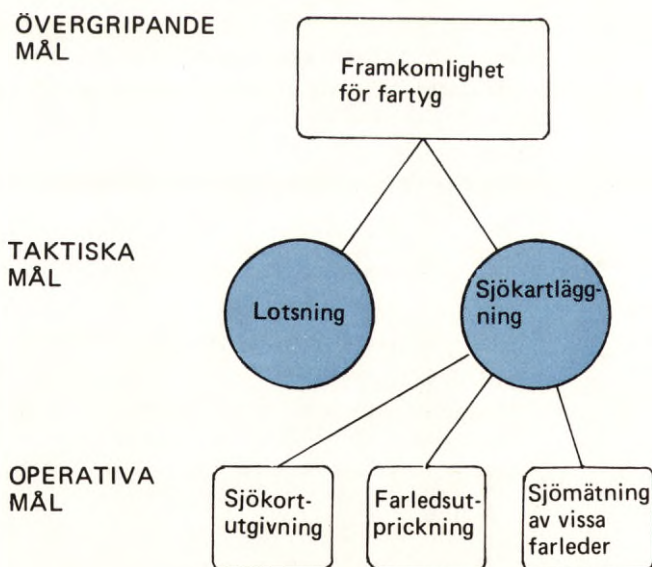 ÖVERGRIPANDE
MÅL
Framkomlighet
för fartyg
TAKTISKA
MÅL
Lotsning
Sjökartlägg-
ning
OPERATIVA
MÅL
Sjökort-
utgivning
Farledsut-
prickning
Sjömätning
av vissa
farleder